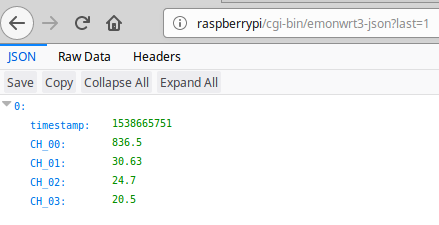 raspberrypi/cgi-bin/emonwrt3-json?last=1
JSON Raw Data Headers
Save Copy Collapse All Expand All
0:
timestamp: 1538665751
CH_00: 836.5
CH_01: 30.63
CH_02: 24.7
CH_03: 20.5